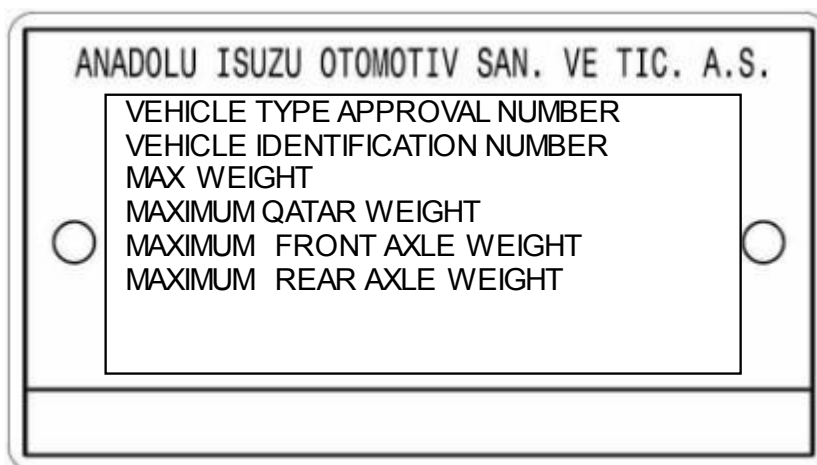 ANADOLU ISUZU OTOMOTIV SAN. VE TIC. A.S.
VEHICLE TYPE APPROVAL NUMBER
VEHICLE IDENTIFICATION NUMBER
MAX WEIGHT
MAXIMUM QATAR WEIGHT
MAXIMUM FRONT AXLE WEIGHT
MAXIMUM REAR AXLE WEIGHT